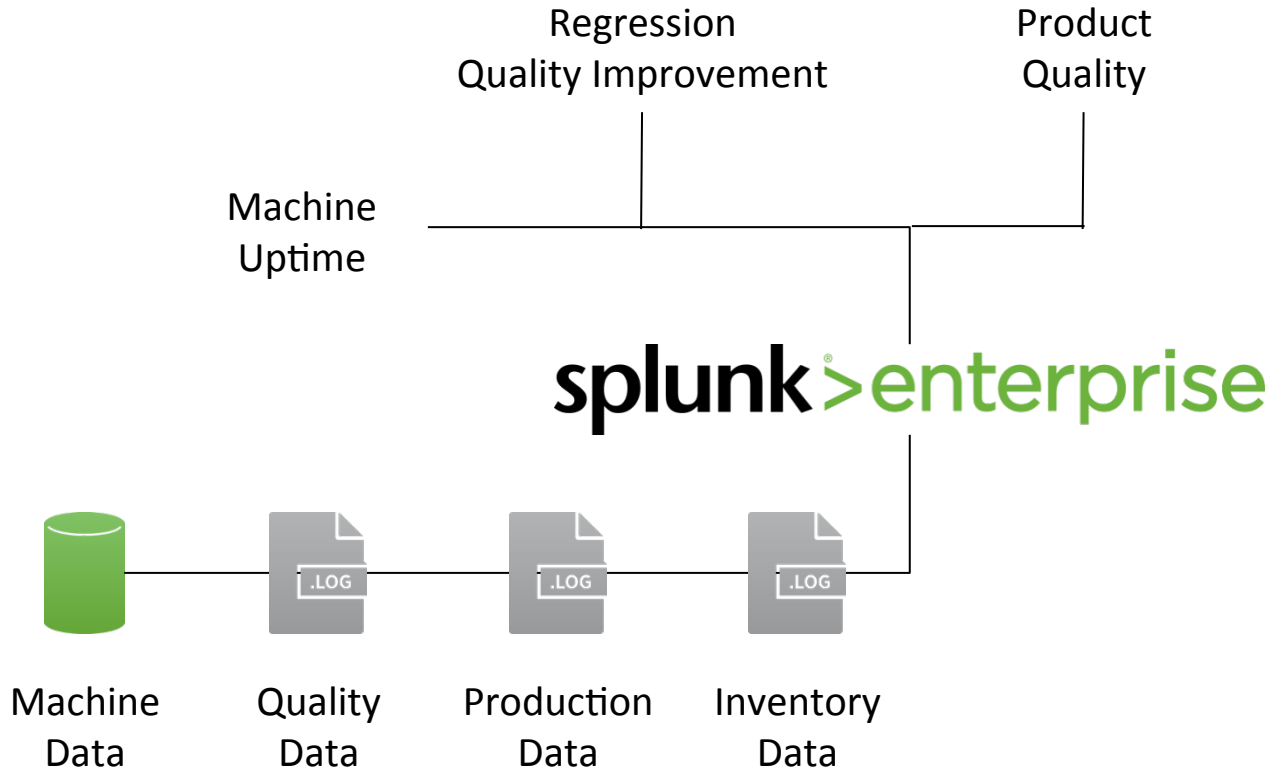 Regression
Quality Improvement
Product
Quality
Machine
Uptime
splunk®>enterprise
.LOG
.LOG
.LOG
Machine
Data
Quality
Data
Production
Data
Inventory
Data